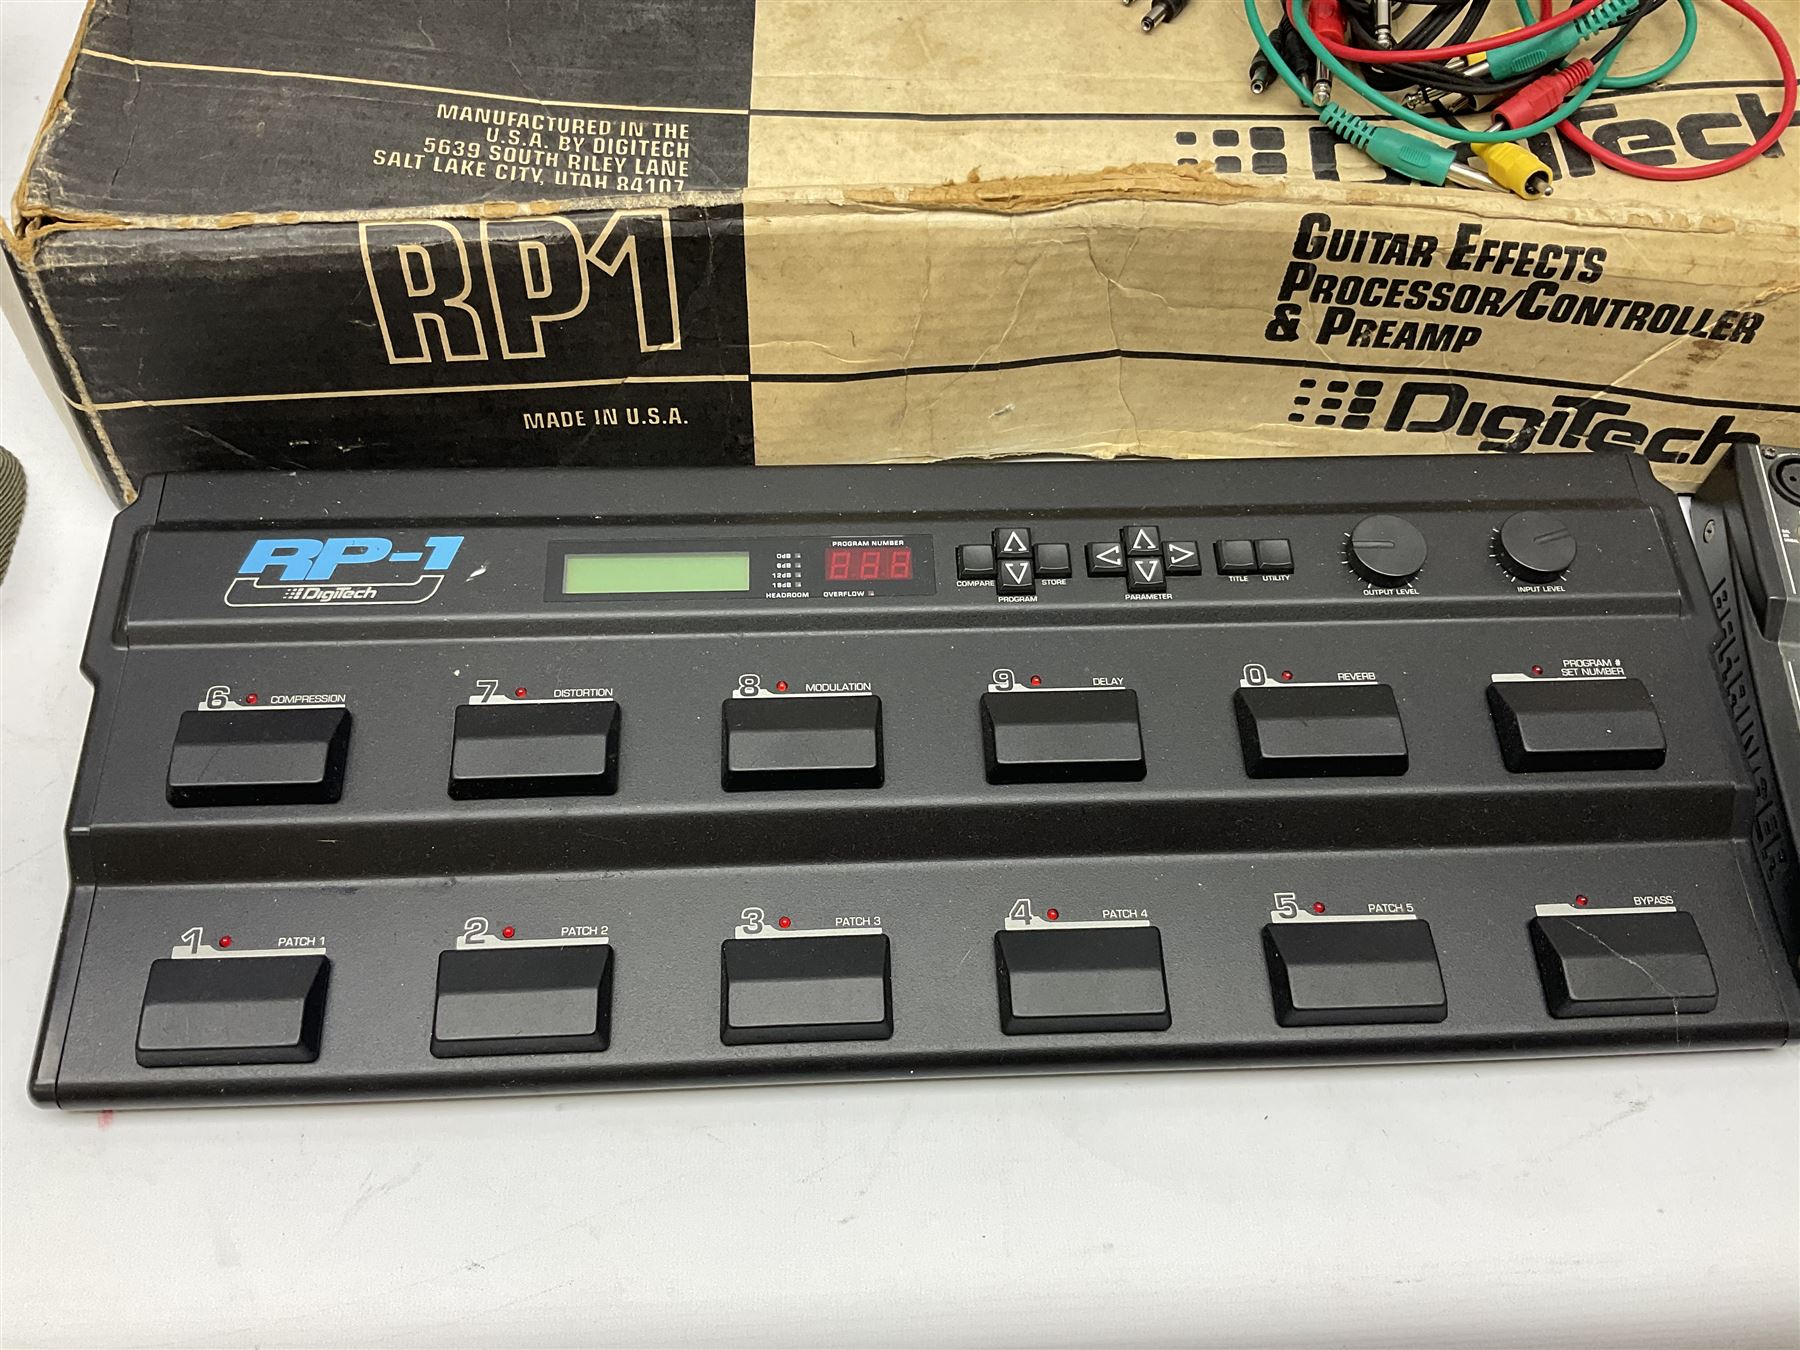 MANUFACTURED IN THE
U.S.A. BY DIGITECH
5639 SOUTH RILEY LANE
SALT LAKE CITY, UTAH 84107
DigiTech
RP1
GUITAR EFFECTS
PROCESSOR/CONTROLLER
& PREAMP
MADE IN U.S.A.
DigiTech
RP-1
DigiTech
0dB
6dB
12dB
18dB
HEADROOM
PROGRAM NUMBER
OVERFLOW
COMPARE
STORE
PROGRAM
PARAMETER
TITLE
UTILITY
OUTPUT LEVEL
INPUT LEVEL
6 COMPRESSION
7 DISTORTION
8 MODULATION
9 DELAY
0 REVERB
PROGRAM #
SET NUMBER
1 PATCH 1
2 PATCH 2
3 PATCH 3
4 PATCH 4
5 PATCH 5
BYPASS
BEHRINGER